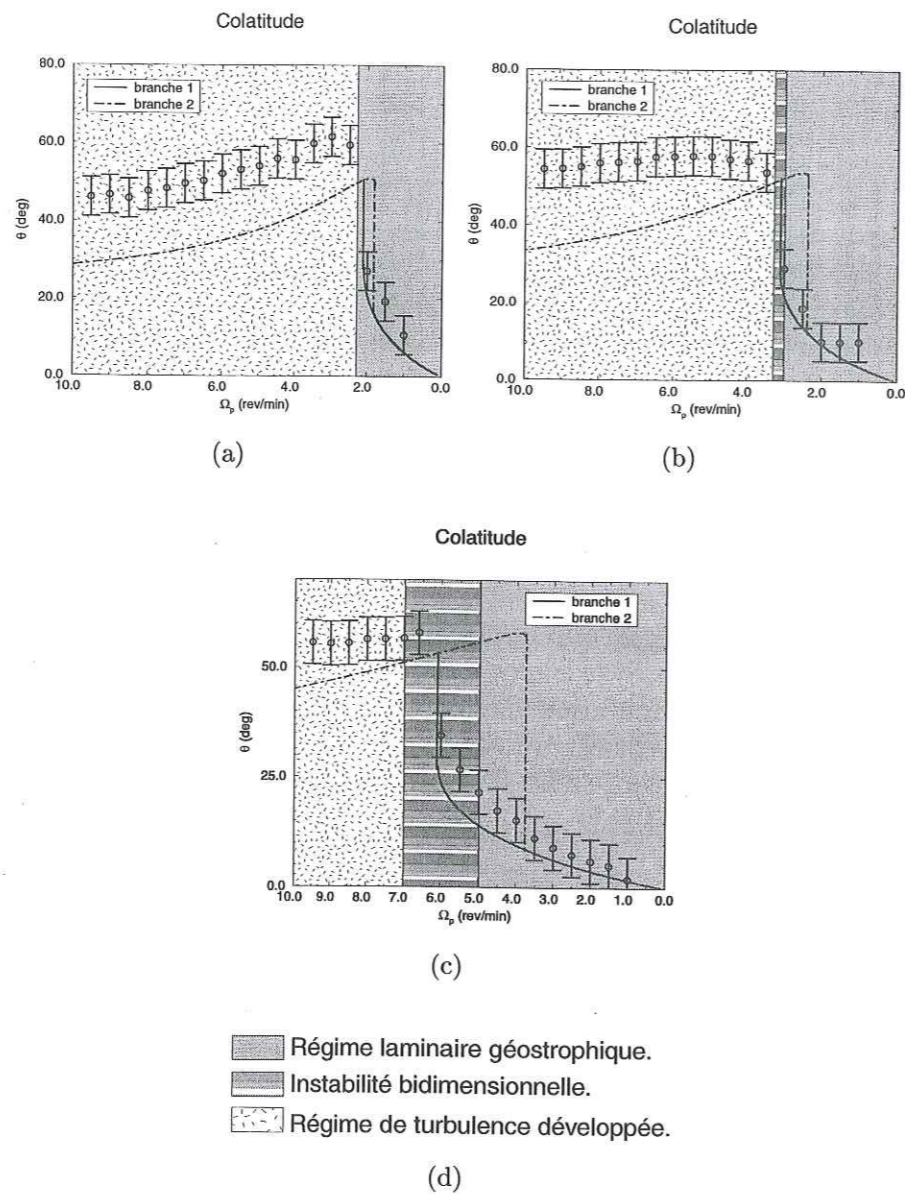 Colatitude
80.0
60.0
40.0
20.0
0.0
θ (deg)
branche 1
branche 2
10.0 8.0 6.0 4.0 2.0 0.0
Ωp (rev/min)
(a)
Colatitude
80.0
60.0
40.0
20.0
0.0
θ (deg)
branche 1
branche 2
10.0 8.0 6.0 4.0 2.0 0.0
Ωp (rev/min)
(b)
Colatitude
50.0
25.0
0.0
θ (deg)
branche 1
branche 2
10.0 9.0 8.0 7.0 6.0 5.0 4.0 3.0 2.0 1.0 0.0
Ωp (rev/min)
(c)
Régime laminaire géostrophique.
Instabilité bidimensionnelle.
Régime de turbulence développée.
(d)